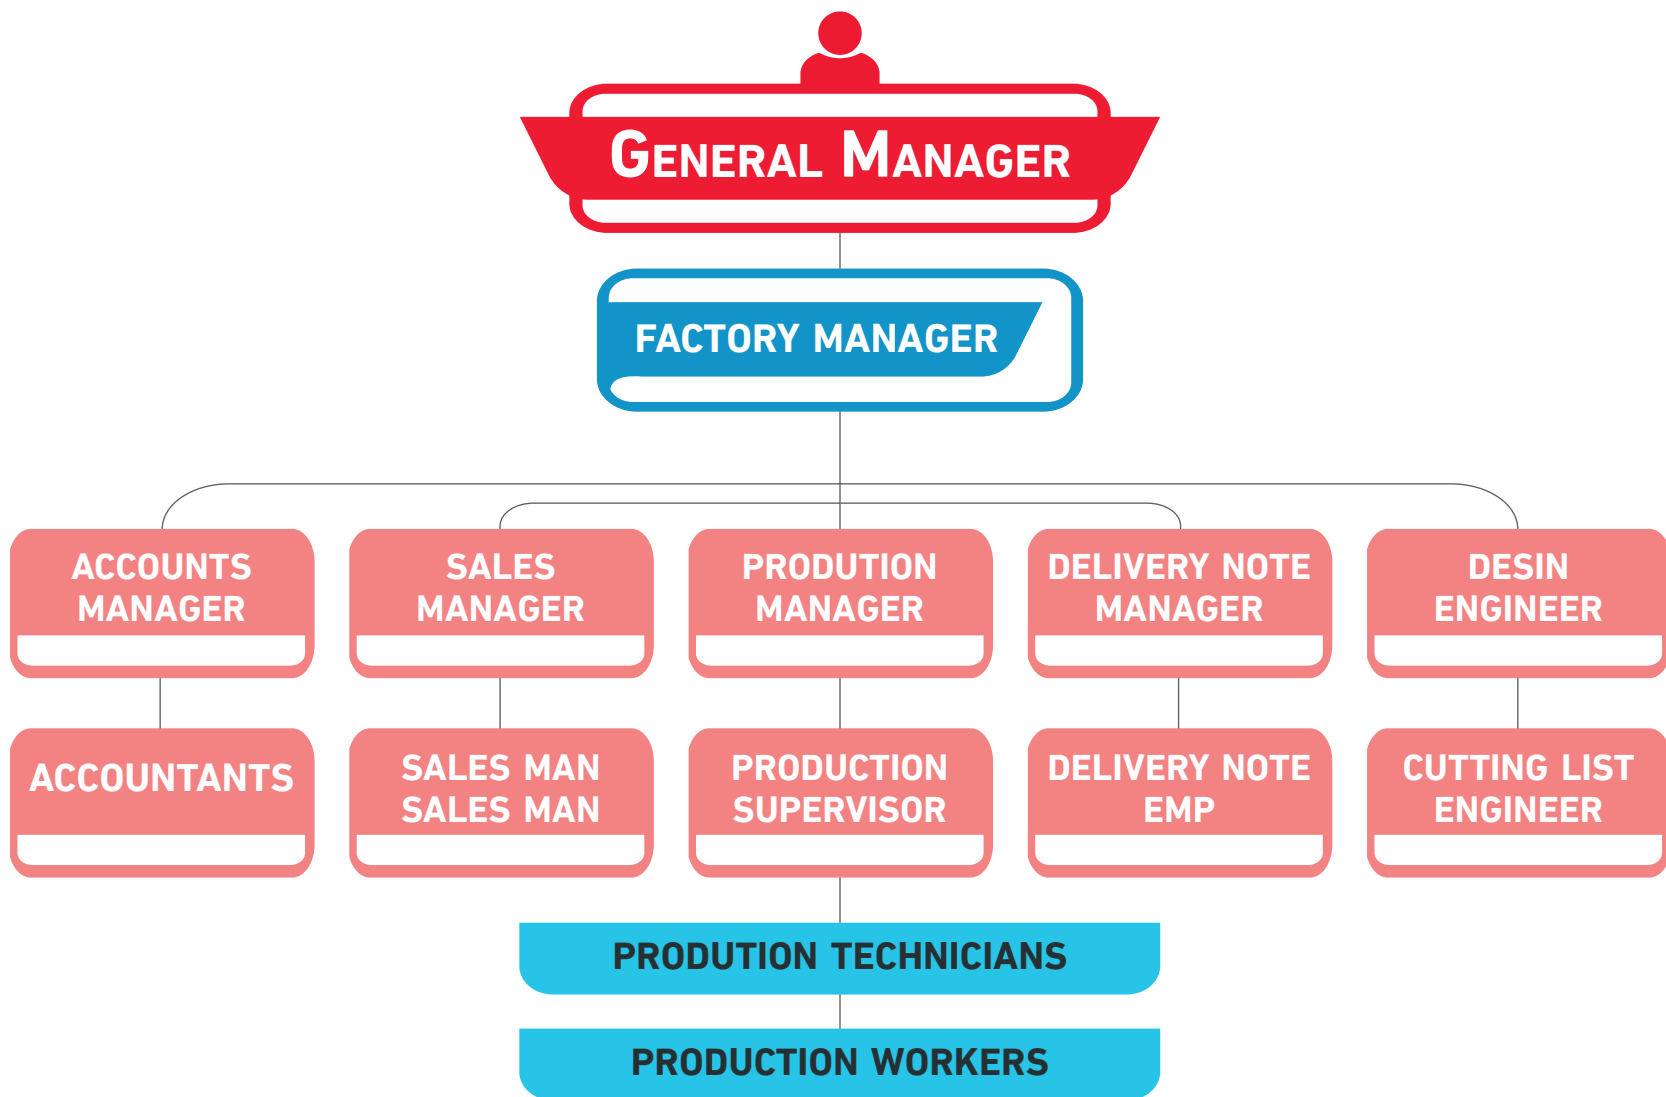 GENERAL MANAGER
FACTORY MANAGER
ACCOUNTS
MANAGER
SALES
MANAGER
PRODUTION
MANAGER
DELIVERY NOTE
MANAGER
DESIN
ENGINEER
ACCOUNTANTS
SALES MAN
SALES MAN
PRODUCTION
SUPERVISOR
DELIVERY NOTE
EMP
CUTTING LIST
ENGINEER
PRODUTION TECHNICIANS
PRODUCTION WORKERS